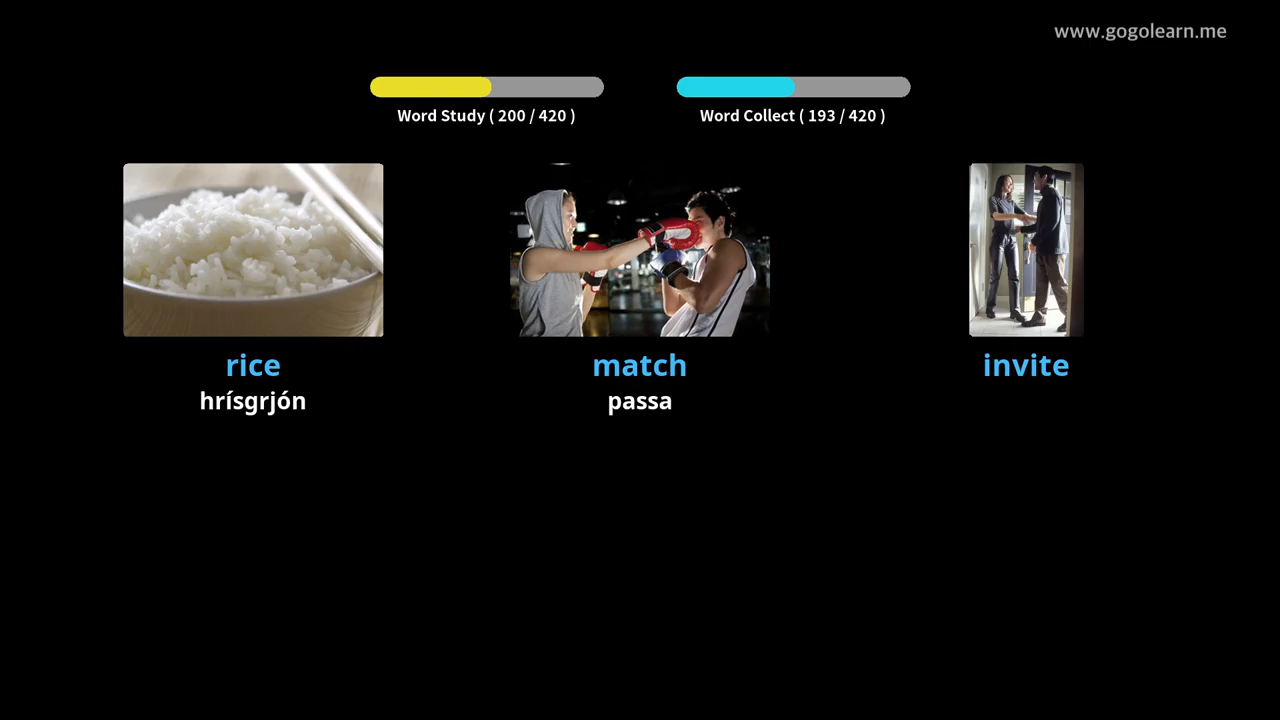 www.gogolearn.me
Word Study ( 200 / 420 )
Word Collect ( 193 / 420 )
rice
match
invite
hrísgrjón
passa